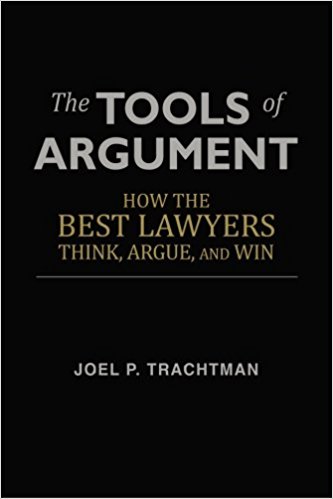 The TOOLS of
ARGUMENT
HOW THE
BEST LAWYERS
THINK, ARGUE, AND WIN
JOEL P. TRACHTMAN